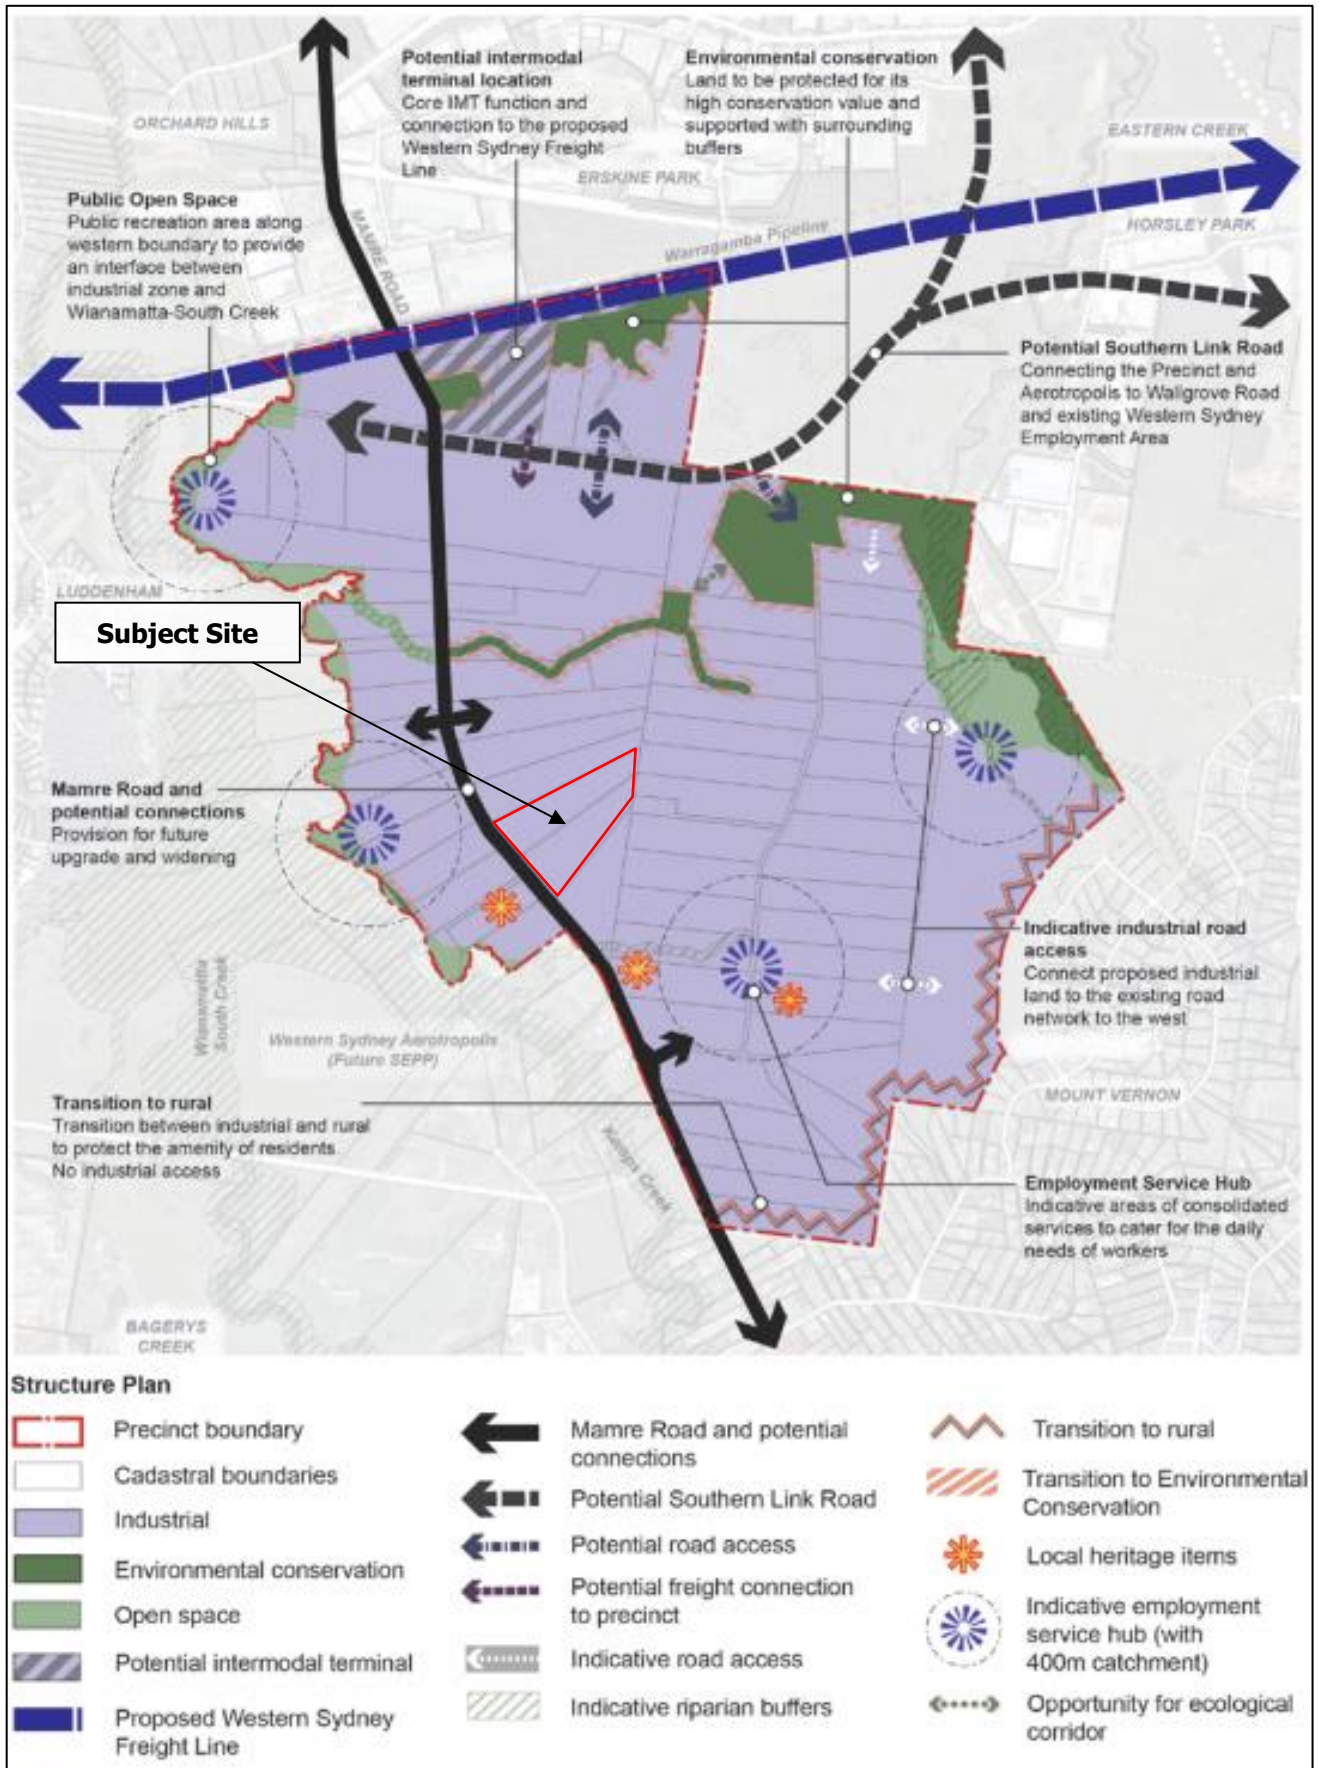 Potential intermodal
terminal location
Core IMT function and
connection to the proposed
Western Sydney Freight
Line
Environmental conservation
Land to be protected for its
high conservation value and
supported with surrounding
buffers
ORCHARD HILLS
ERSKINE PARK
EASTERN CREEK
HORSLEY PARK
Public Open Space
Public recreation area along
western boundary to provide
an interface between
industrial zone and
Wianamatta-South Creek
MAMRE ROAD
Warragamba Pipeline
Potential Southern Link Road
Connecting the Precinct and
Aerotropolis to Wallgrove Road
and existing Western Sydney
Employment Area
LUDDENHAM
Subject Site
Mamre Road and
potential connections
Provision for future
upgrade and widening
Indicative industrial road
access
Connect proposed industrial
land to the existing road
network to the west
Wianamatta
South Creek
Western Sydney Aerotropolis
(Future SEPP)
MOUNT VERNON
Transition to rural
Transition between industrial and rural
to protect the amenity of residents.
No industrial access
Kemps Creek
Employment Service Hub
Indicative areas of consolidated
services to cater for the daily
needs of workers
BAGERYS
CREEK
Structure Plan
Precinct boundary
Cadastral boundaries
Industrial
Environmental conservation
Open space
Potential intermodal terminal
Proposed Western Sydney
Freight Line
Mamre Road and potential
connections
Potential Southern Link Road
Potential road access
Potential freight connection
to precinct
Indicative road access
Indicative riparian buffers
Transition to rural
Transition to Environmental
Conservation
Local heritage items
Indicative employment
service hub (with
400m catchment)
Opportunity for ecological
corridor